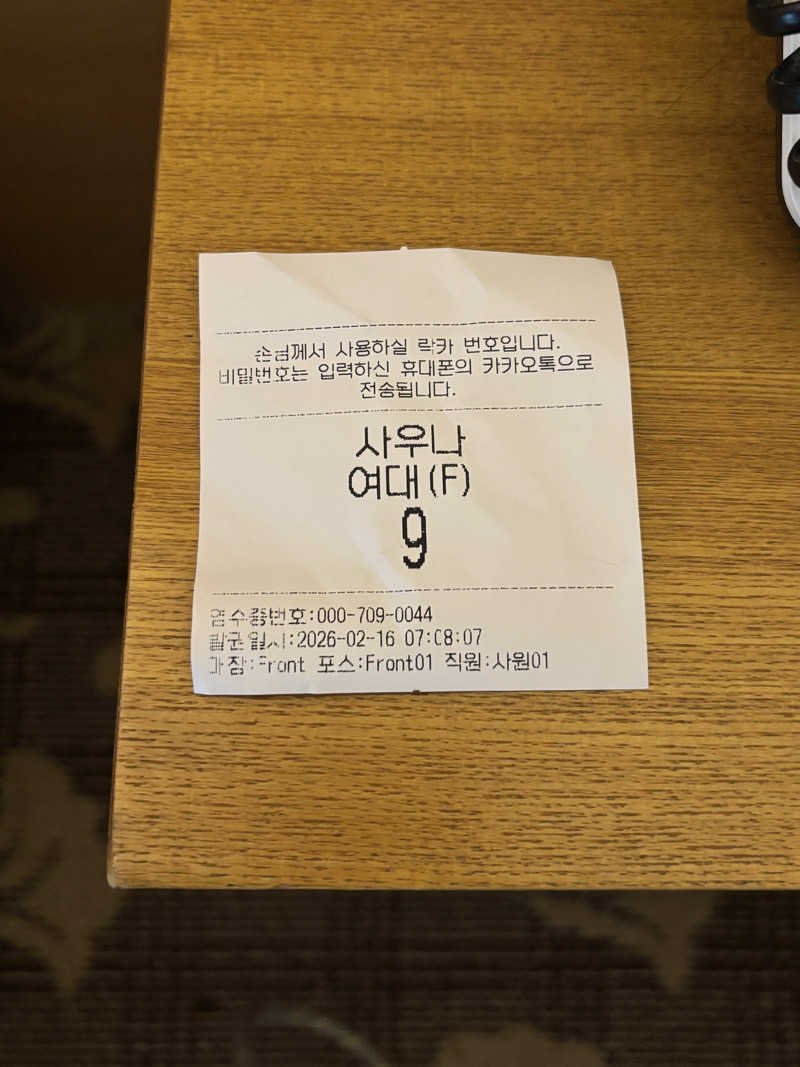 손님께서 사용하실 락카 번호입니다.
비밀번호는 입력하신 휴대폰의 카카오톡으로
전송됩니다.
사우나
여대(F)
9
영수증번호:000-709-0044
발권일시:2026-02-16 07:08:07
매장:Front 포스:Front01 직원:사원01